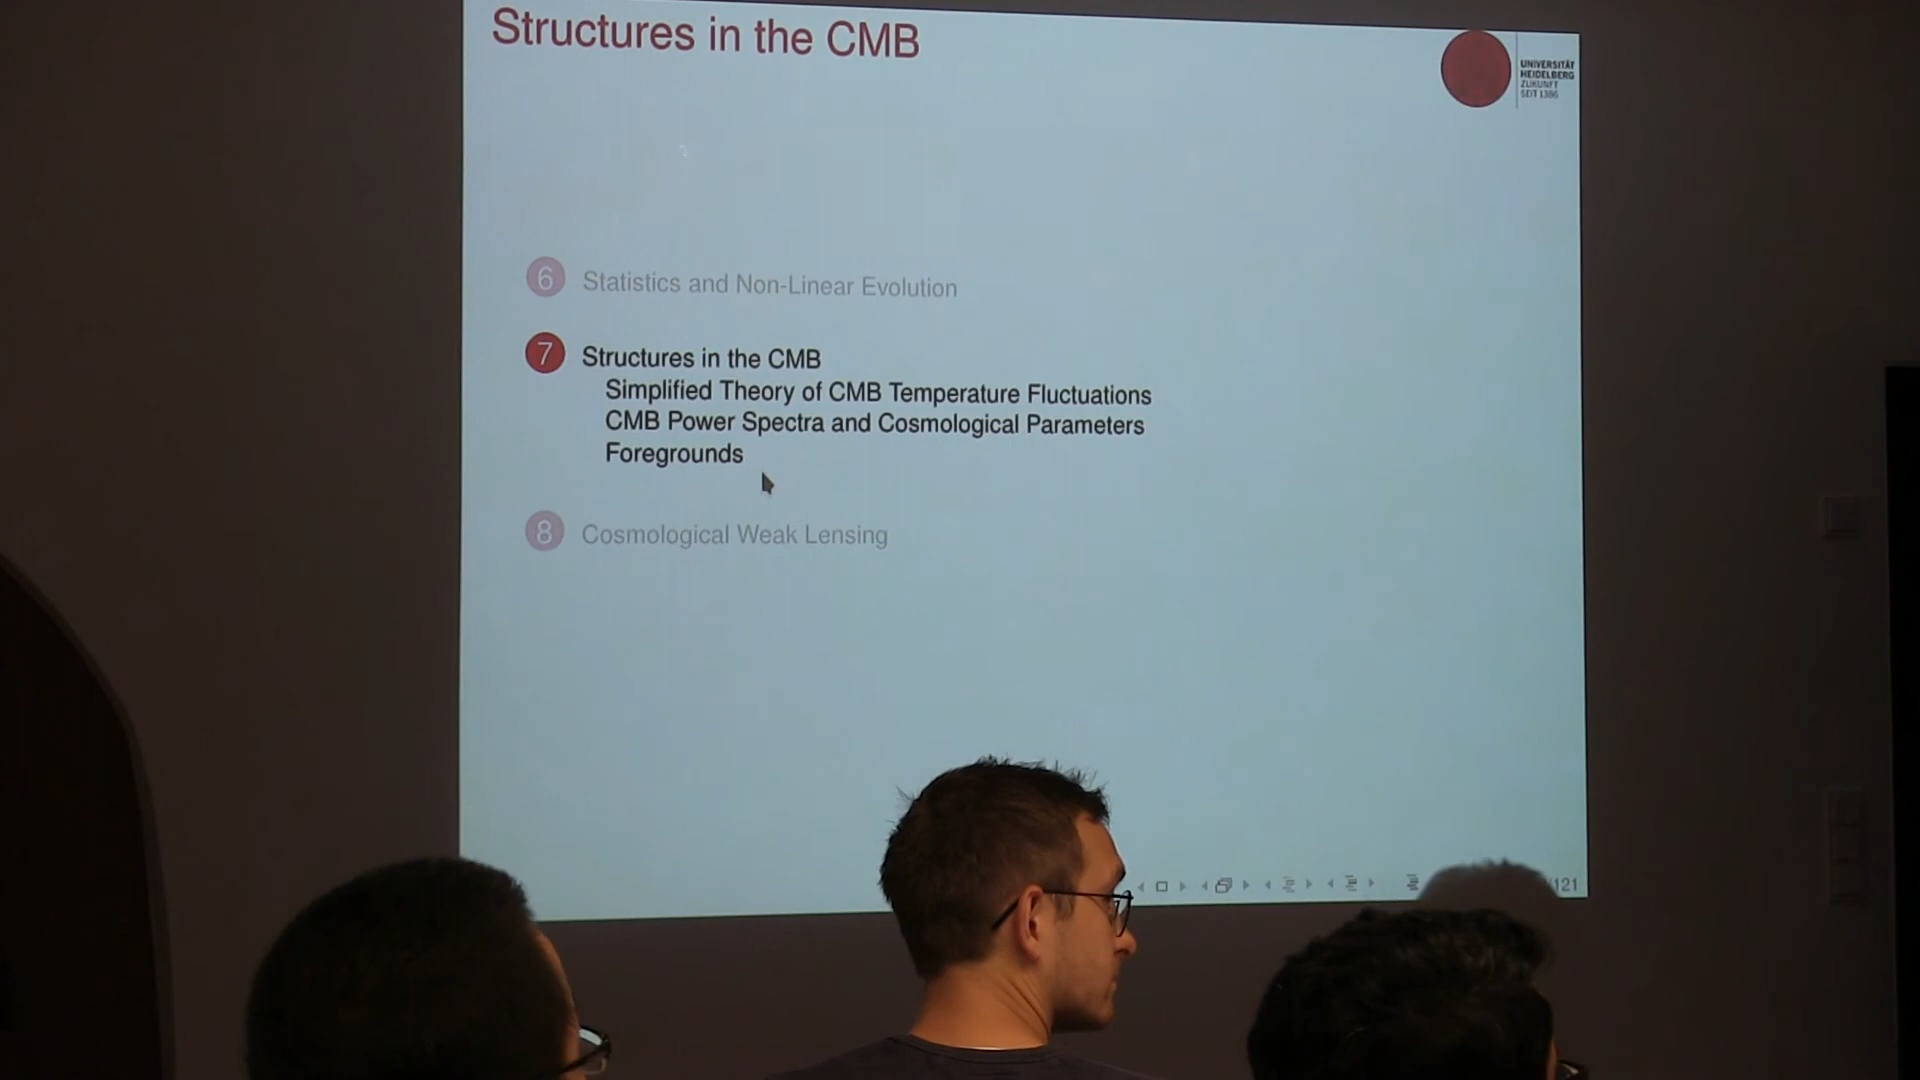 Structures in the CMB
UNIVERSITÄT
HEIDELBERG
ZUKUNFT
SEIT 1386
6 Statistics and Non-Linear Evolution
7 Structures in the CMB
Simplified Theory of CMB Temperature Fluctuations
CMB Power Spectra and Cosmological Parameters
Foregrounds
8 Cosmological Weak Lensing
121